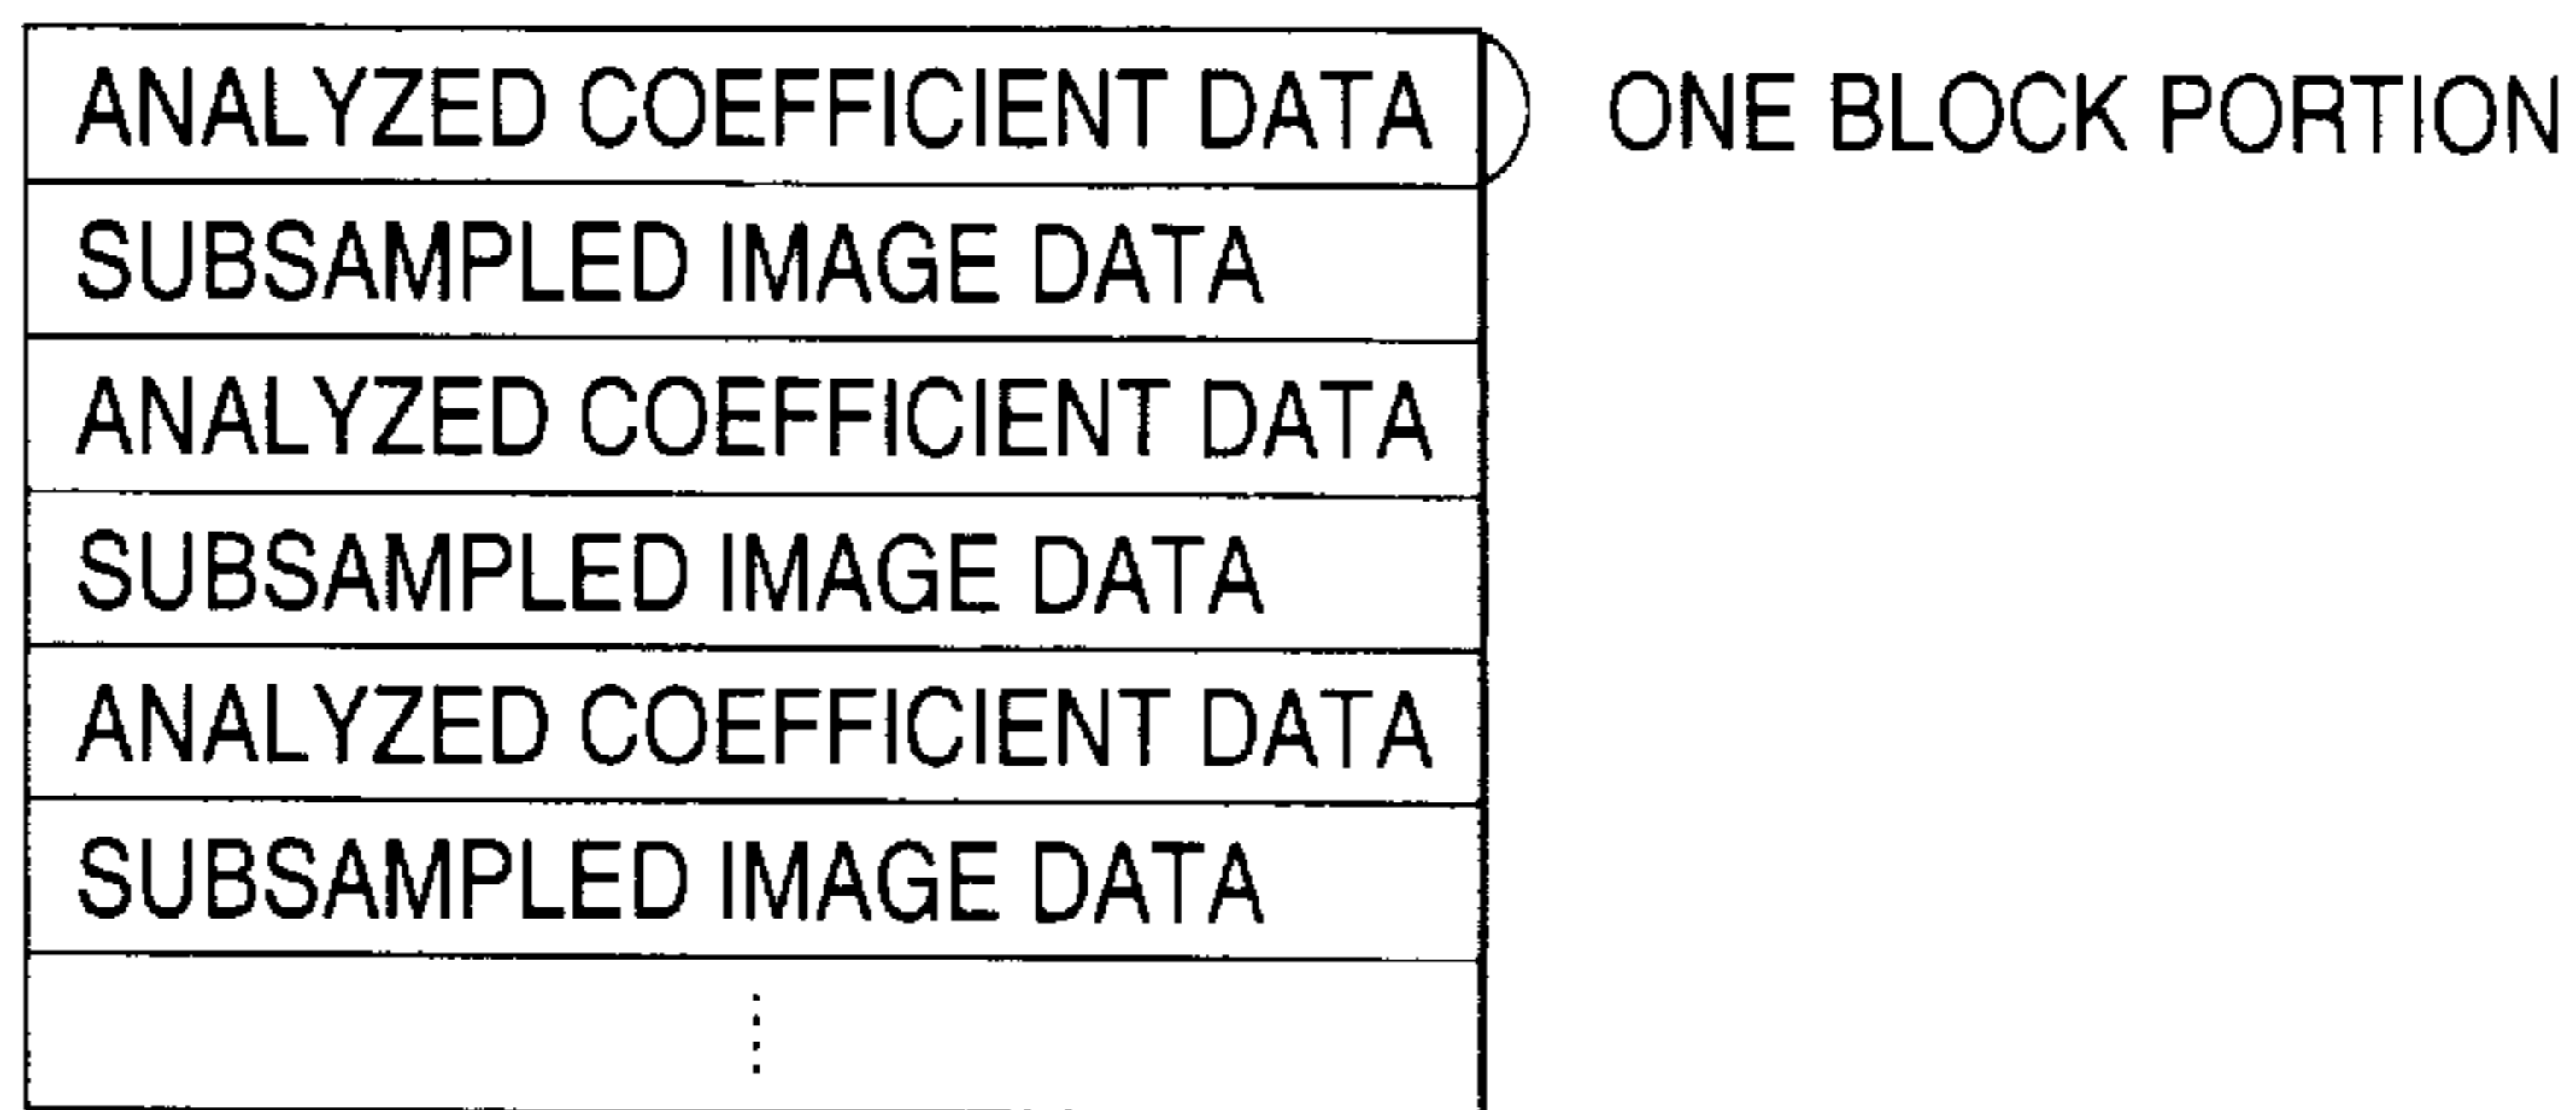 ANALYZED COEFFICIENT DATA ONE BLOCK PORTION
SUBSAMPLED IMAGE DATA
ANALYZED COEFFICIENT DATA
SUBSAMPLED IMAGE DATA
ANALYZED COEFFICIENT DATA
SUBSAMPLED IMAGE DATA